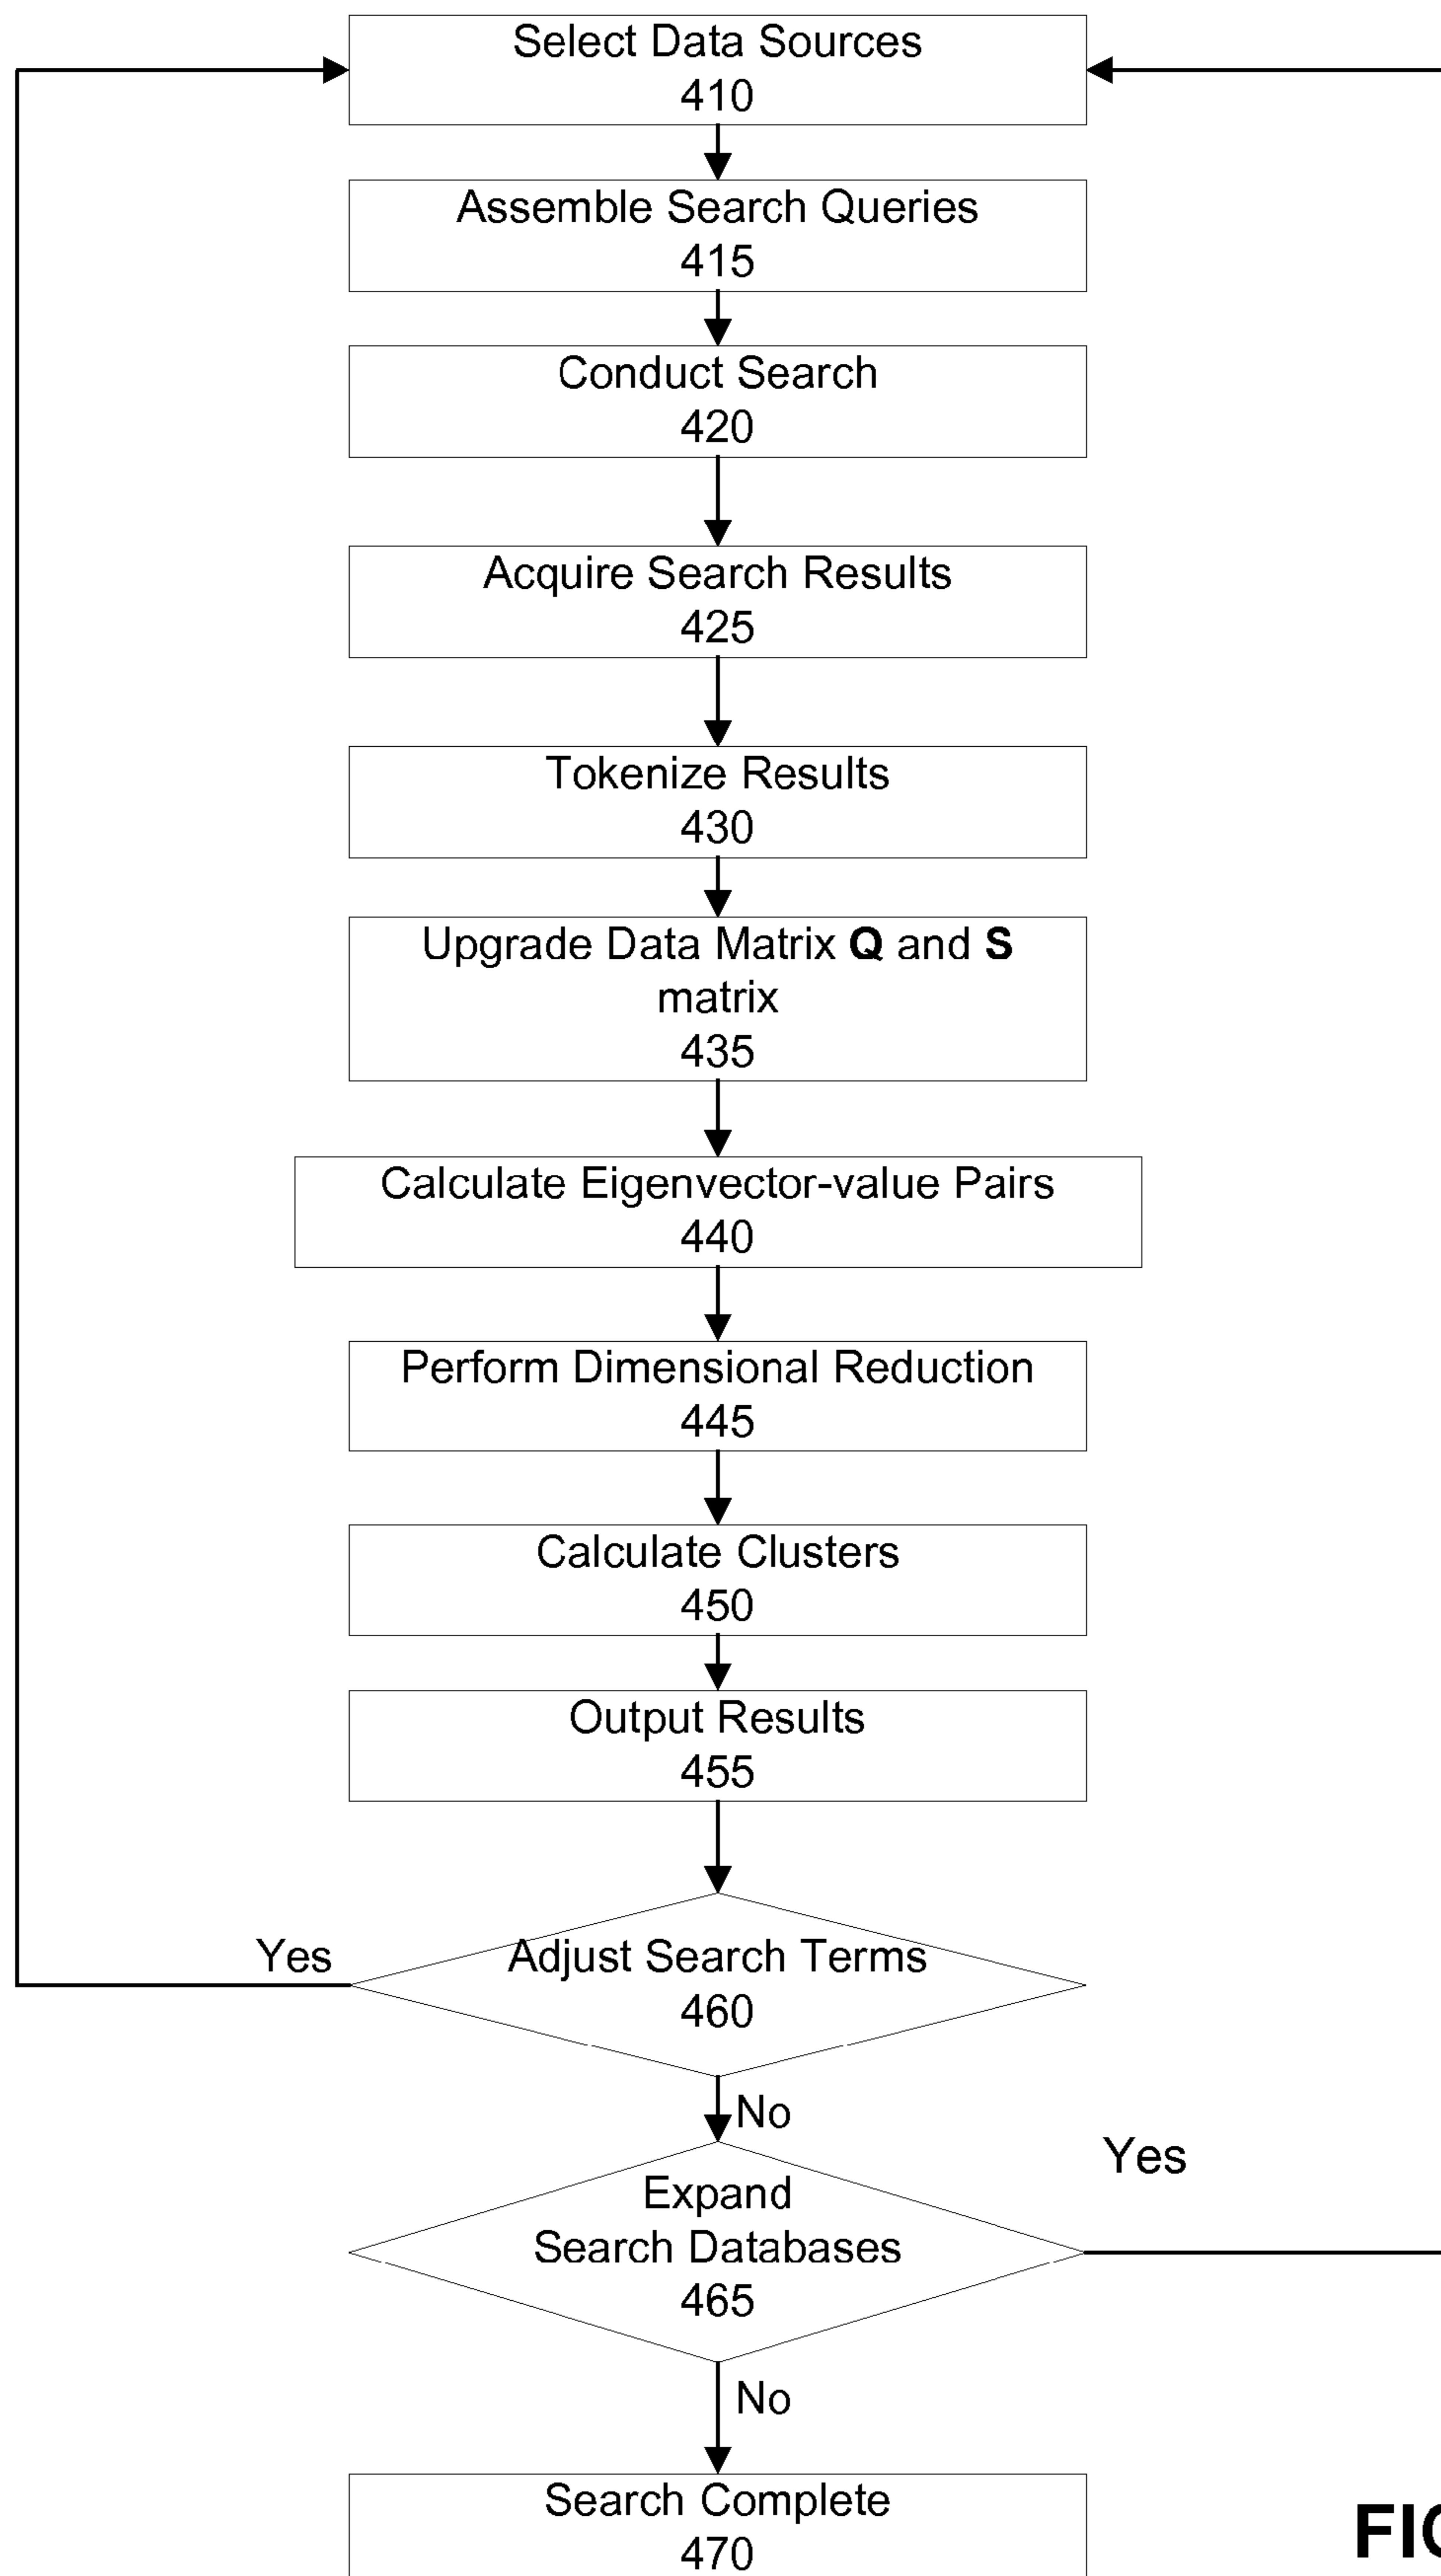 Select Data Sources
410
Assemble Search Queries
415
Conduct Search
420
Acquire Search Results
425
Tokenize Results
430
Upgrade Data Matrix Q and S
matrix
435
Calculate Eigenvector-value Pairs
440
Perform Dimensional Reduction
445
Calculate Clusters
450
Output Results
455
Yes
Adjust Search Terms
460
No
Yes
Expand
Search Databases
465
No
Search Complete
470